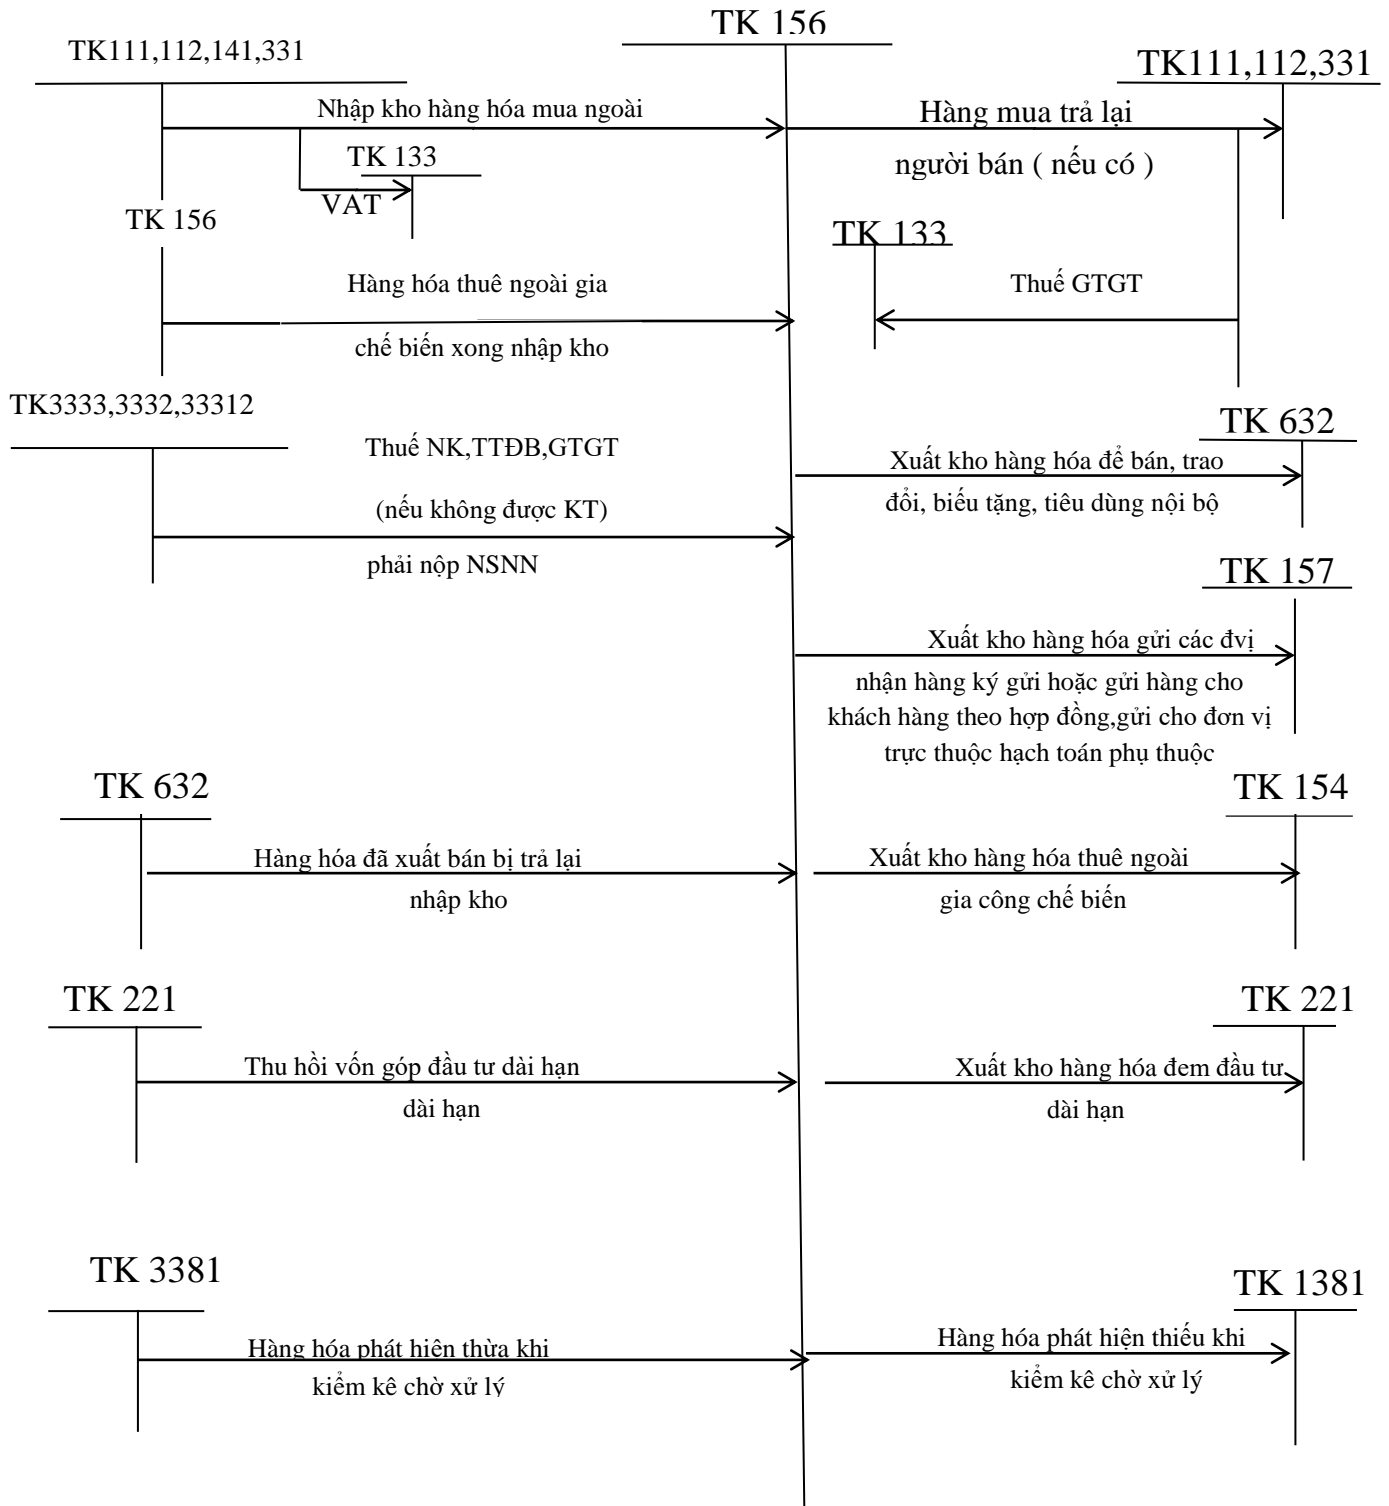 TK 156
TK111,112,141,331
TK111,112,331
Nhập kho hàng hóa mua ngoài
Hàng mua trả lại
TK 133
người bán ( nếu có )
VAT
TK 156
TK 133
Hàng hóa thuê ngoài gia
Thuế GTGT
chế biến xong nhập kho
TK3333,3332,33312
TK 632
Thuế NK,TTĐB,GTGT
Xuất kho hàng hóa để bán, trao
(nếu không được KT)
đổi, biếu tặng, tiêu dùng nội bộ
phải nộp NSNN
TK 157
Xuất kho hàng hóa gửi các đvị
nhận hàng ký gửi hoặc gửi hàng cho
khách hàng theo hợp đồng,gửi cho đơn vị
trực thuộc hạch toán phụ thuộc
TK 632
TK 154
Hàng hóa đã xuất bán bị trả lại
Xuất kho hàng hóa thuê ngoài
nhập kho
gia công chế biến
TK 221
TK 221
Thu hồi vốn góp đầu tư dài hạn
Xuất kho hàng hóa đem đầu tư
dài hạn
dài hạn
TK 3381
TK 1381
Hàng hóa phát hiện thừa khi
Hàng hóa phát hiện thiếu khi
kiểm kê chờ xử lý
kiểm kê chờ xử lý